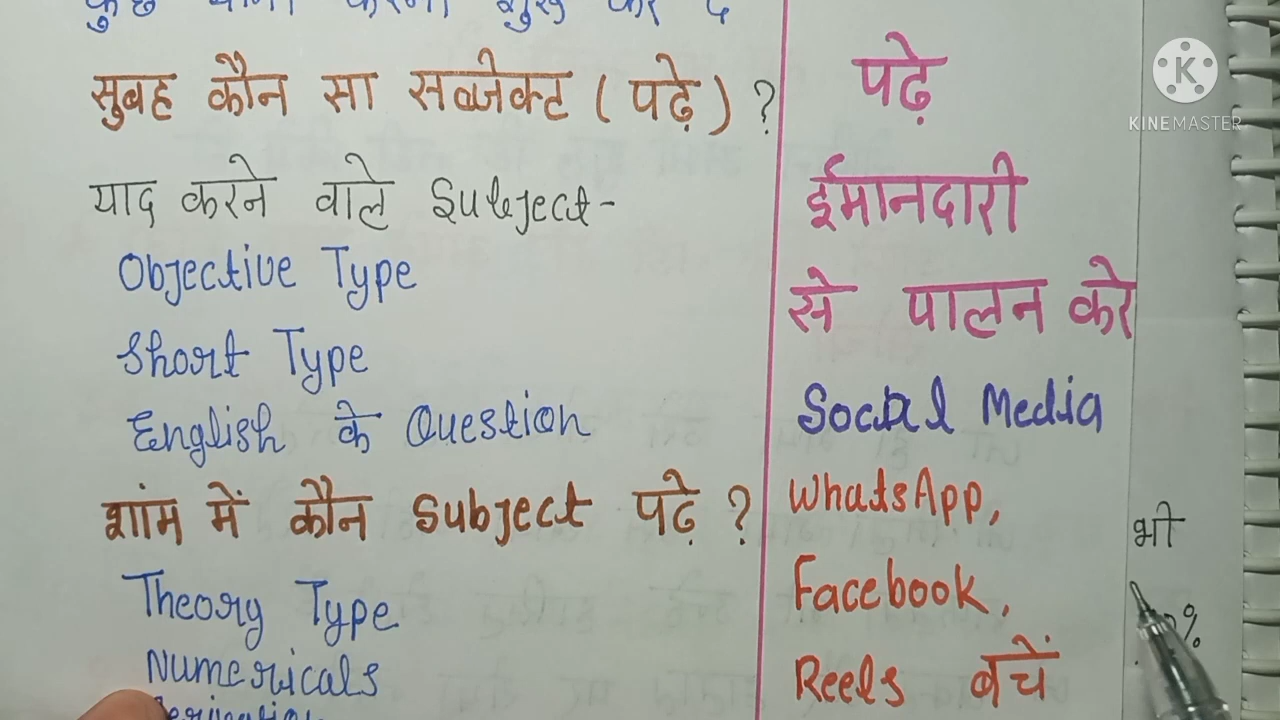 कुछ
सुबह कौन सा सब्जेक्ट (पढ़े) ?
याद करने वाले Subject-
Objective Type
Short Type
English के Question
शांम में कौन Subject पढ़े ?
Theory Type
Numericals
पढ़े
ईमानदारी
से पालन करे
Social Media
WhatsApp,
Facebook,
Reels बचें
भी
%
KINEMASTER